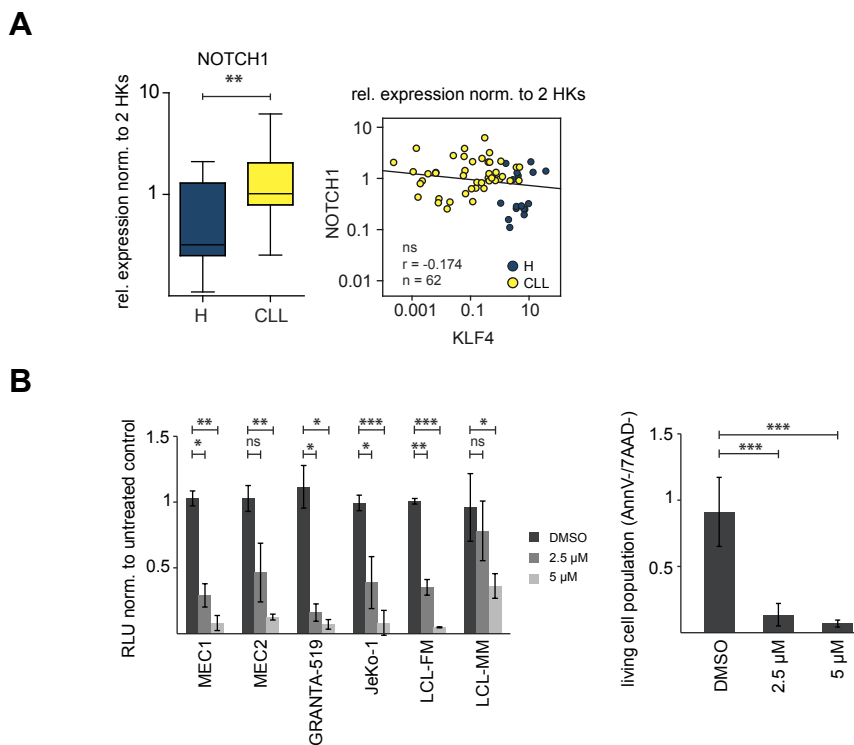 A
NOTCH1
**
10
1
rel. expression norm. to 2 HKs
H
CLL
rel. expression norm. to 2 HKs
10
1
0.1
0.01
NOTCH1
ns
r = -0.174
n = 62
H
CLL
0.001
0.1
10
KLF4
B
RLU norm. to untreated control
1.5
1
0.5
** ** * *** *** *
* ns * * ** ns
DMSO
2.5 µM
5 µM
MEC1
MEC2
GRANTA-519
JeKo-1
LCL-FM
LCL-MM
living cell population (AnnV-/7AAD-)
1.5
1
0.5
***
***
DMSO
2.5 µM
5 µM